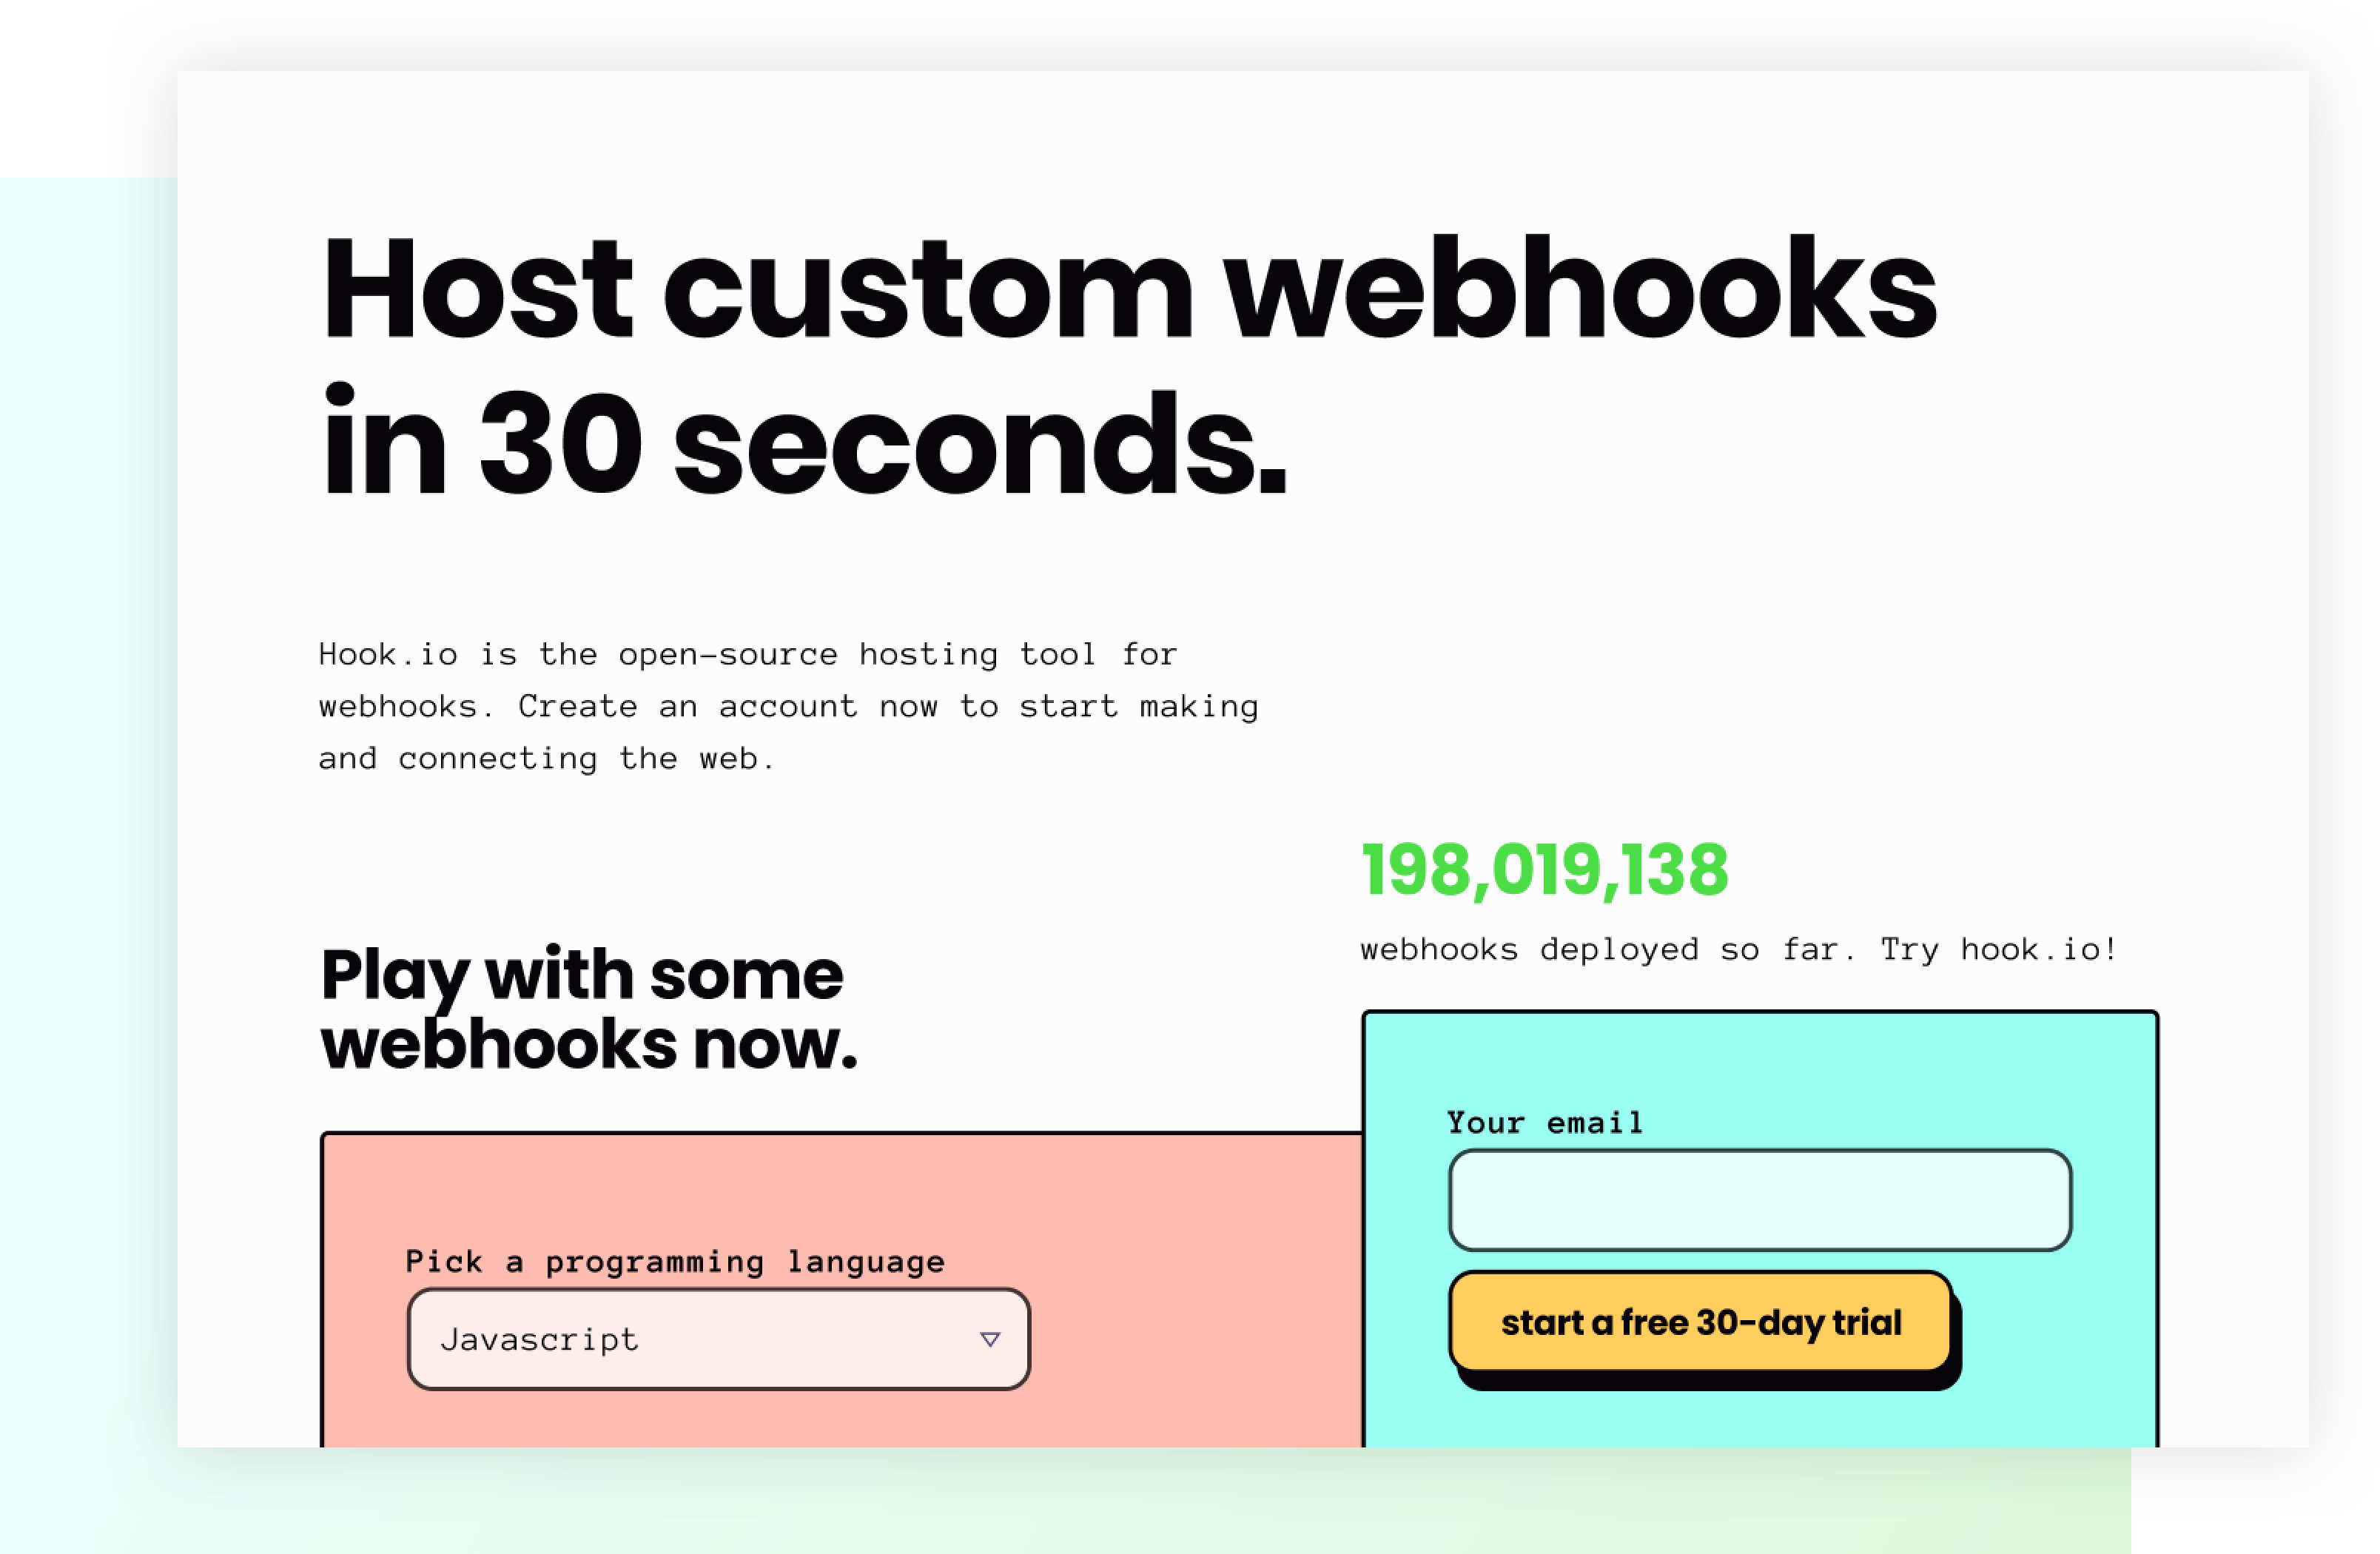 Host custom webhooks
in 30 seconds.
Hook.io is the open-source hosting tool for
webhooks. Create an account now to start making
and connecting the web.
Play with some
webhooks now.
Pick a programming language
Javascript
198,019,138
webhooks deployed so far. Try hook.io!
Your email
start a free 30-day trial